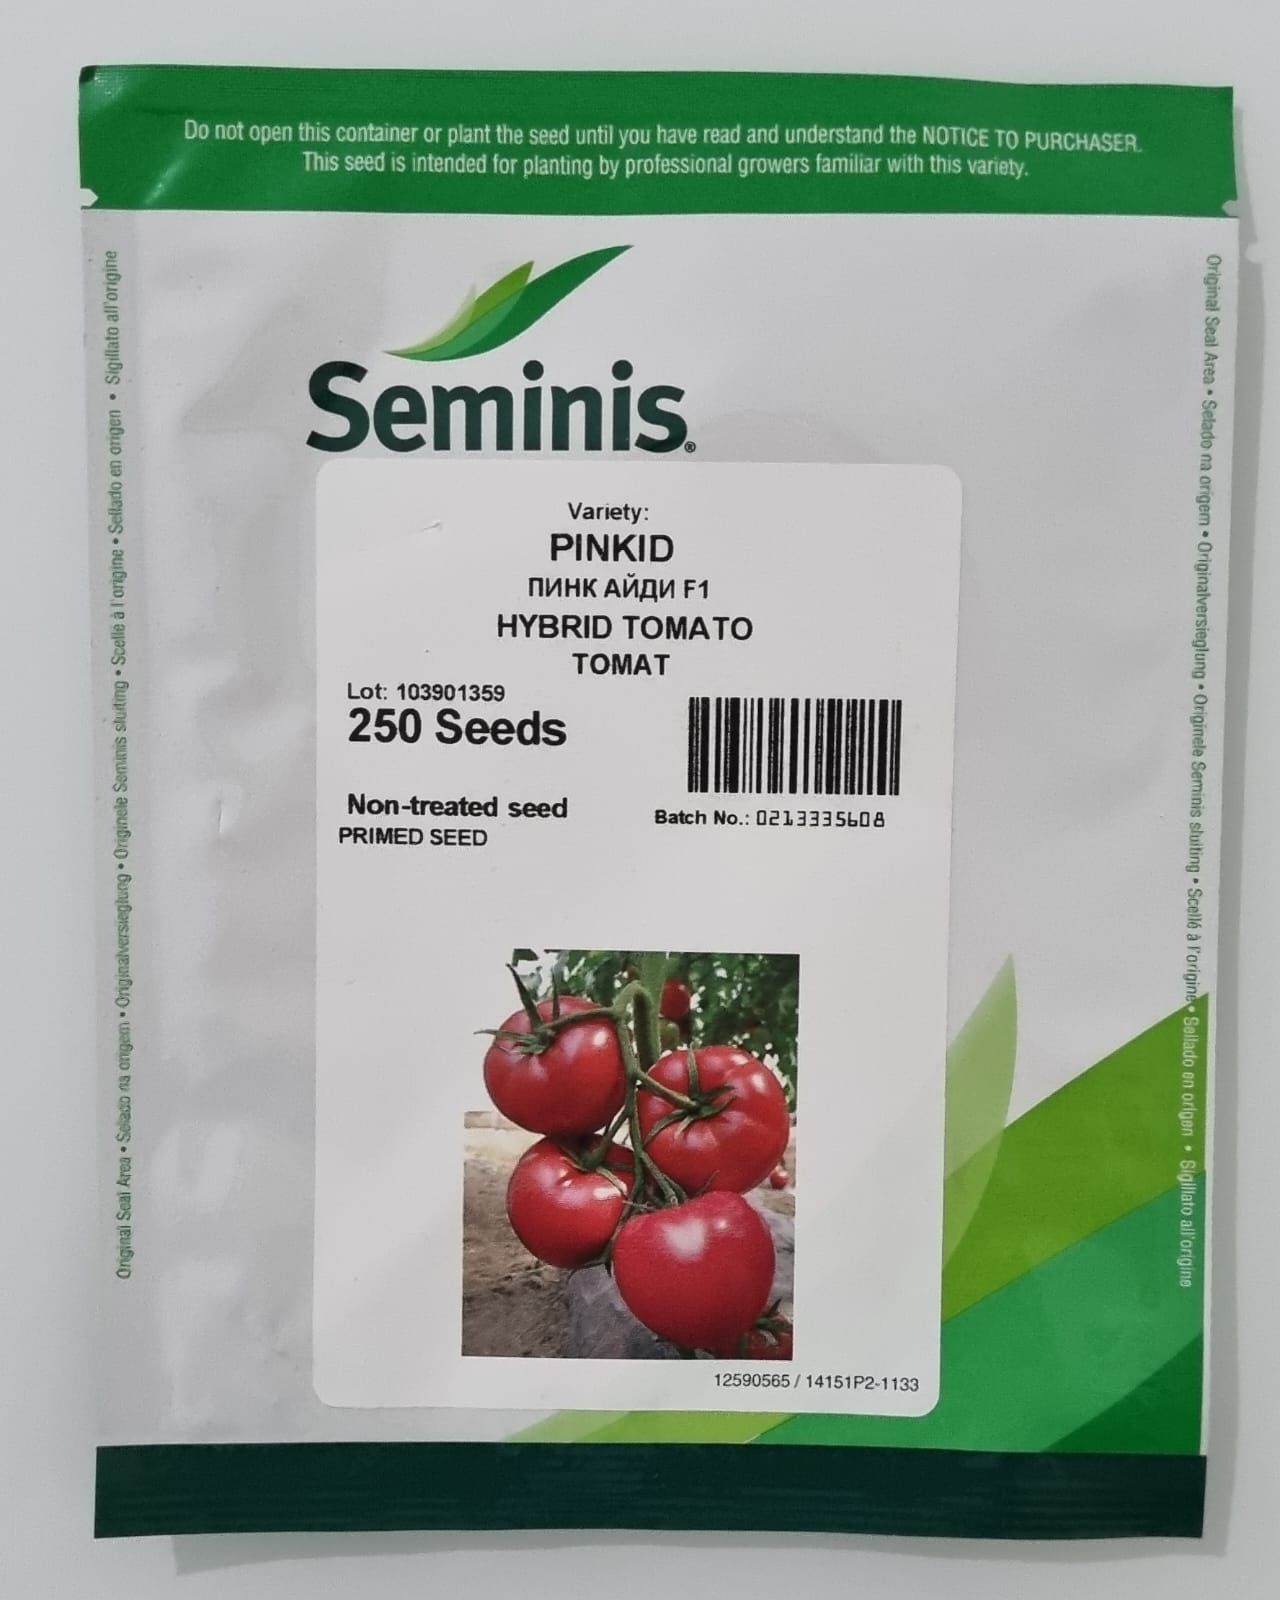 Do not open this container or plant the seed until you have read and understand the NOTICE TO PURCHASER.
This seed is intended for planting by professional growers familiar with this variety.
Original Seal Area • Selado na origem • Originalversieglung • Originele Seminis sluiting • Scellé à l'origine • Sellado en origen • Sigillato all'origine
Seminis®
Variety:
PINKID
ПИНК АЙДИ F1
HYBRID TOMATO
ТОМАТ
Lot: 103901359
250 Seeds
Non-treated seed
PRIMED SEED
Batch No.: 0213335608
12590565 / 14151P2-1133
Original Seal Area • Selado na origem • Originalversieglung • Originele Seminis sluiting • Scellé à l'origine • Sellado en origen • Sigillato all'origine